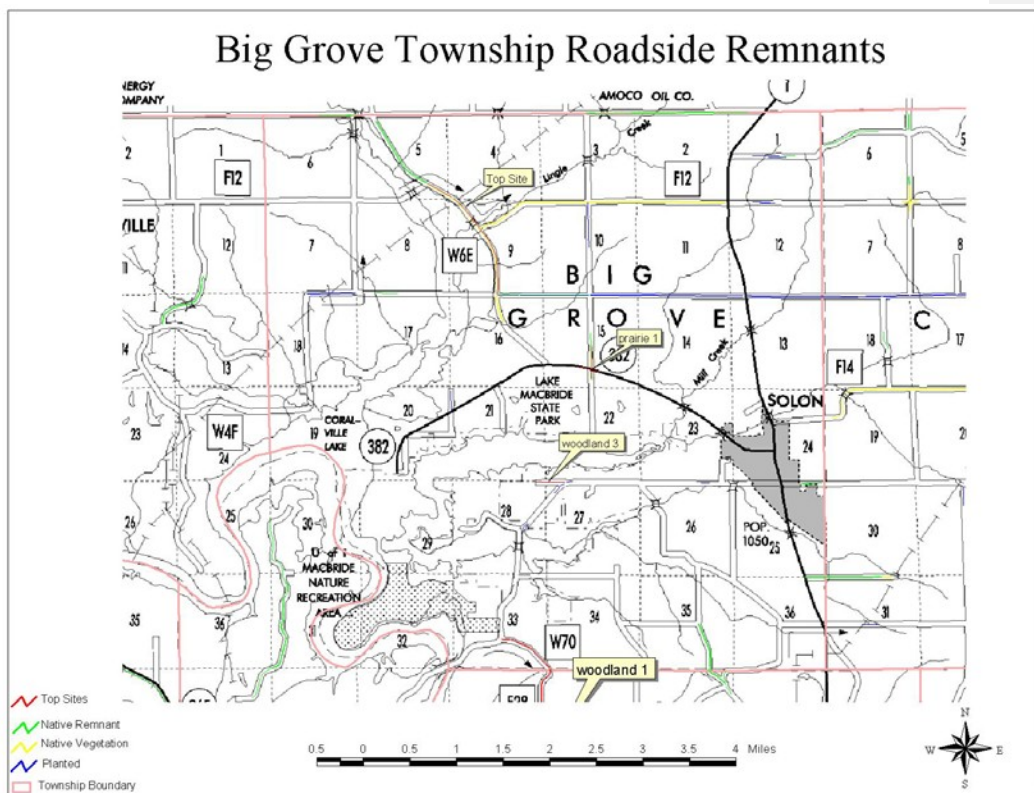 Big Grove Township Roadside Remnants
NERGY
OMPANY
AMOCO OIL CO.
1
2
1
6
5
4
3
2
1
6
5
F12
F12
Lingle
Creek
Top Site
VILLE
11
12
7
8
W6E
9
10
11
12
7
8
BIG
GROVE
C
14
13
18
17
16
15
14
13
18
17
prairie 1
382
Mill Creek
F14
LAKE
MACBRIDE
STATE
PARK
SOLON
23
24
W4F
19
CORAL-
VILLE
LAKE
382
20
21
22
23
24
19
woodland 3
26
25
30
29
28
27
26
25
30
POP.
1050
U of I
MACBRIDE
NATURE
RECREATION
AREA
35
36
31
32
33
34
35
36
31
W70
woodland 1
F28
Top Sites
Native Remnant
Native Vegetation
Planted
Township Boundary
0.5 0 0.5 1 1.5 2 2.5 3 3.5 4 Miles
N
W E
S